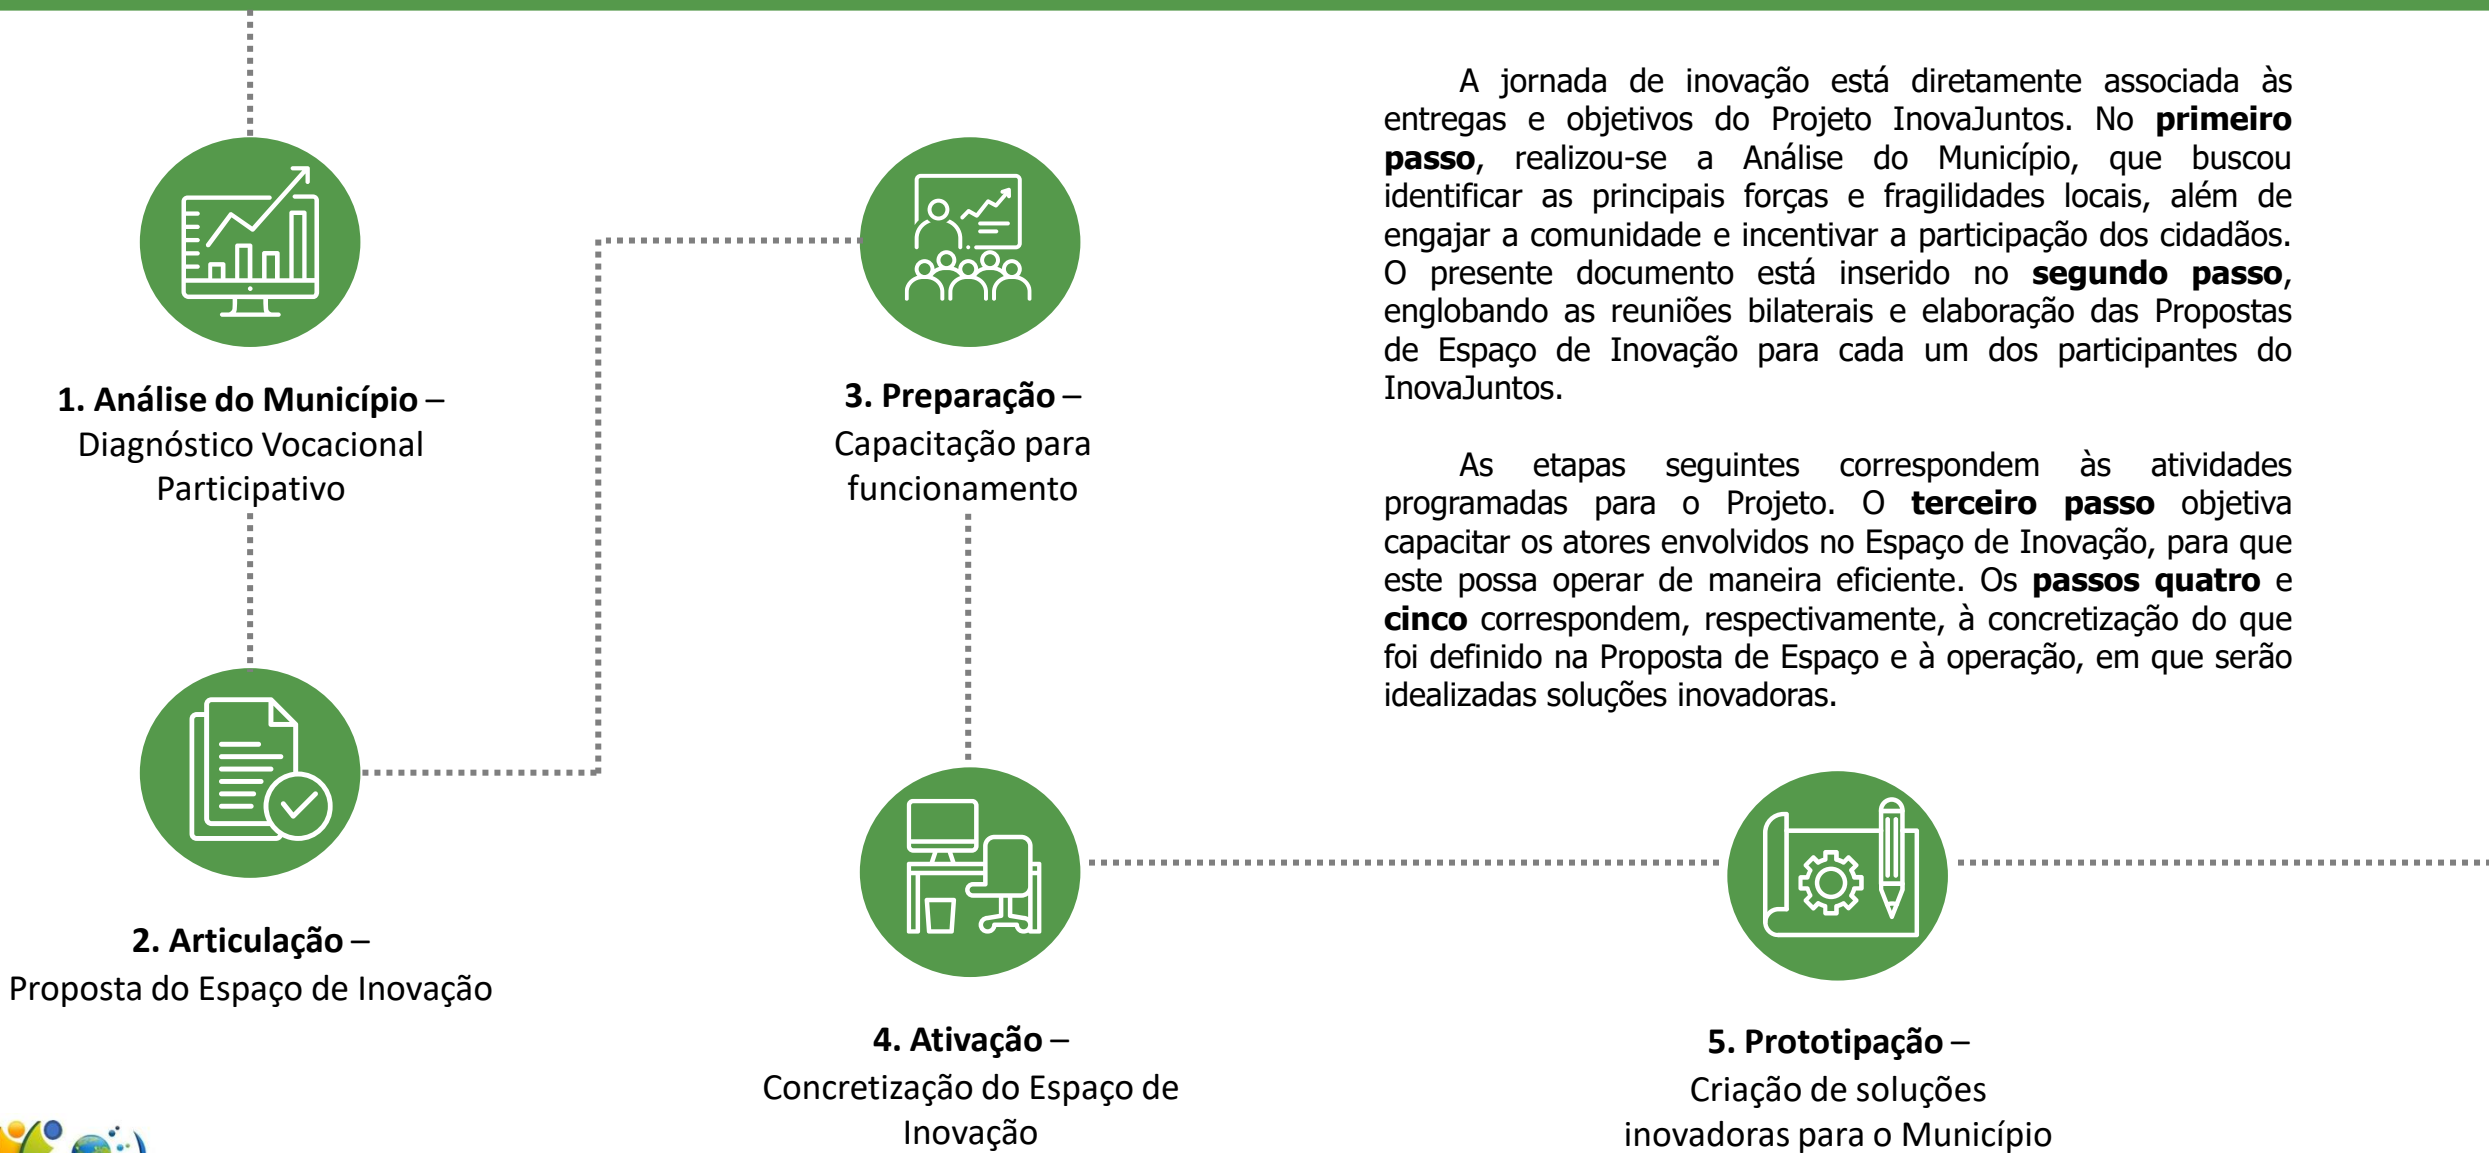 1. Análise do Município –
Diagnóstico Vocacional
Participativo
2. Articulação –
Proposta do Espaço de Inovação
3. Preparação –
Capacitação para
funcionamento
4. Ativação –
Concretização do Espaço de
Inovação
5. Prototipação –
Criação de soluções
inovadoras para o Município
A jornada de inovação está diretamente associada às
entregas e objetivos do Projeto InovaJuntos. No primeiro
passo, realizou-se a Análise do Município, que buscou
identificar as principais forças e fragilidades locais, além de
engajar a comunidade e incentivar a participação dos cidadãos.
O presente documento está inserido no segundo passo,
englobando as reuniões bilaterais e elaboração das Propostas
de Espaço de Inovação para cada um dos participantes do
InovaJuntos.
As etapas seguintes correspondem às atividades
programadas para o Projeto. O terceiro passo objetiva
capacitar os atores envolvidos no Espaço de Inovação, para que
este possa operar de maneira eficiente. Os passos quatro e
cinco correspondem, respectivamente, à concretização do que
foi definido na Proposta de Espaço e à operação, em que serão
idealizadas soluções inovadoras.